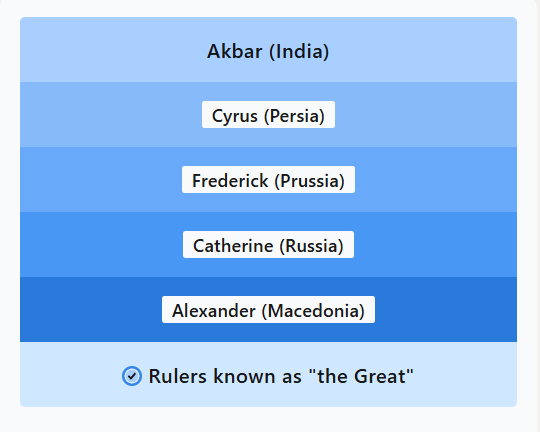 Akbar (India)
Cyrus (Persia)
Frederick (Prussia)
Catherine (Russia)
Alexander (Macedonia)
Rulers known as "the Great"